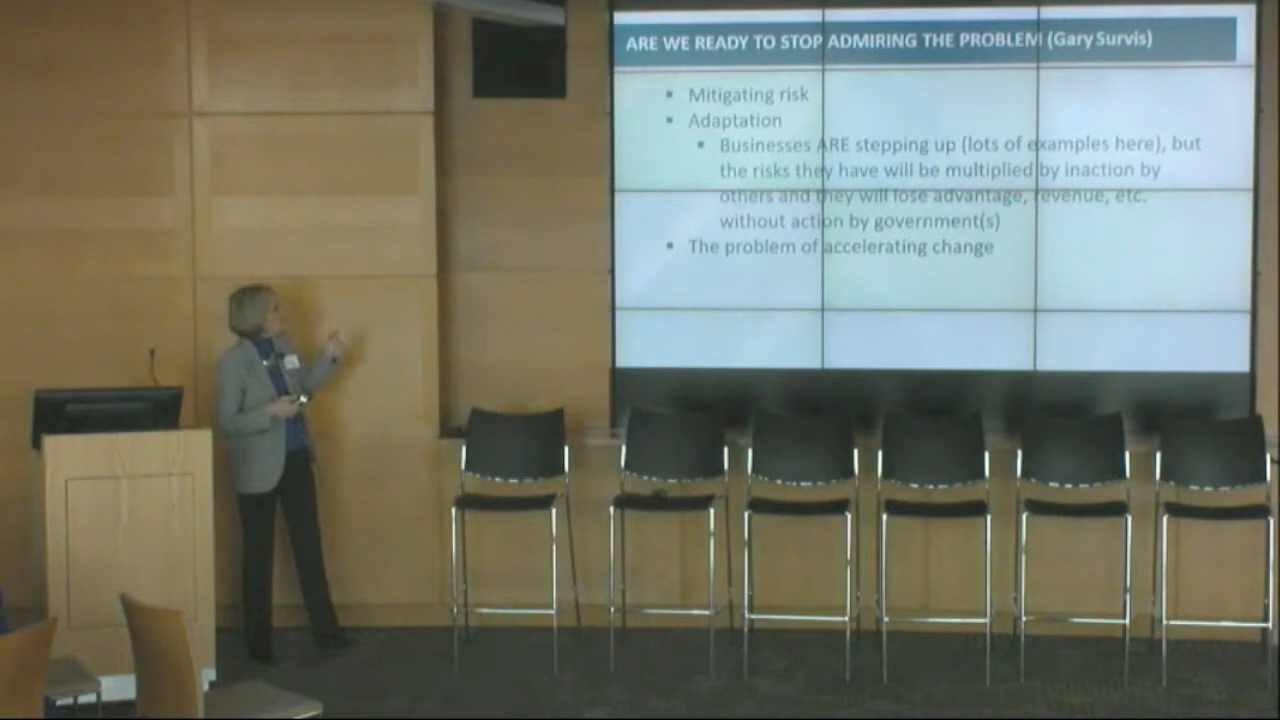 ARE WE READY TO STOP ADMIRING THE PROBLEM (Gary Survis)
▪ Mitigating risk
▪ Adaptation
▪ Businesses ARE stepping up (lots of examples here), but
the risks they have will be multiplied by inaction by
others and they will lose advantage, revenue, etc.
without action by government(s)
▪ The problem of accelerating change